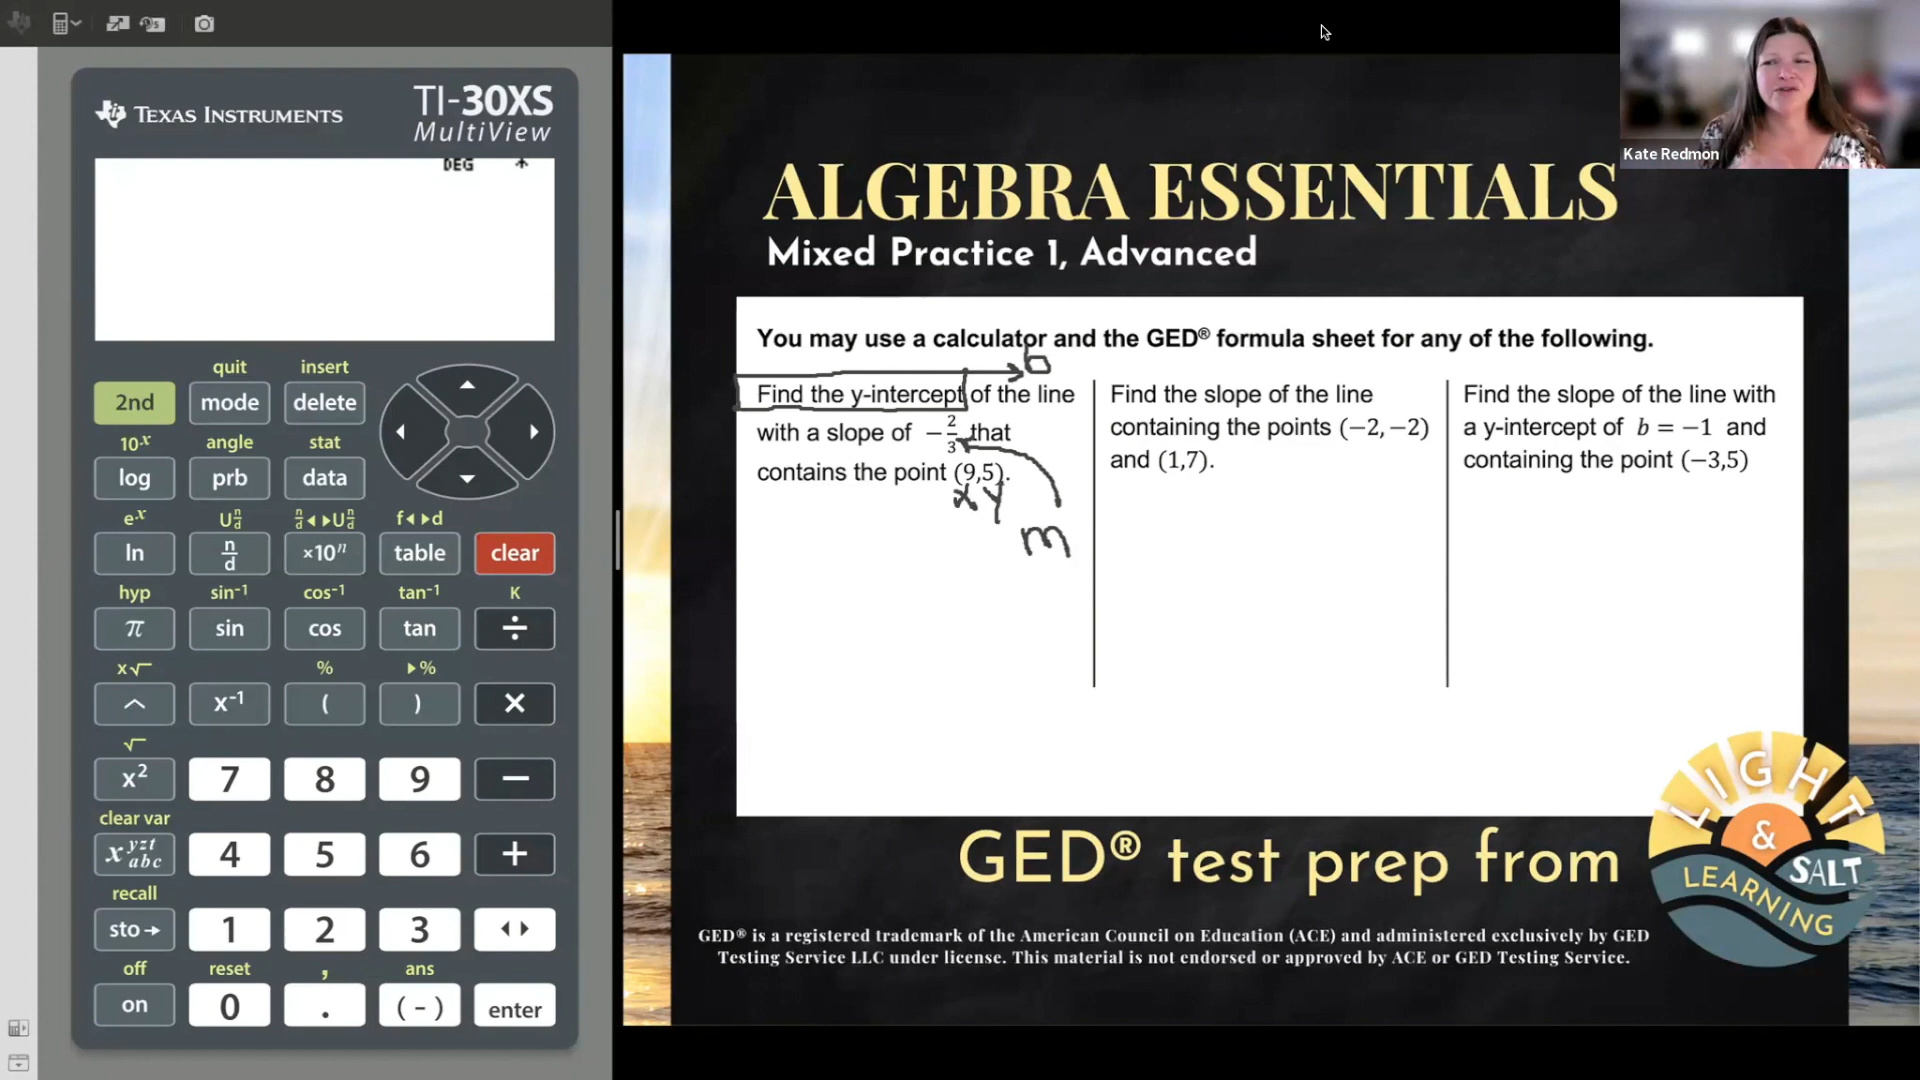 TEXAS INSTRUMENTS
TI-30XS
MultiView
DEG
quit insert
2nd mode delete
10ˣ angle stat
log prb data
eˣ U n/d n/d ◄►U n/d f◄►d
ln n/d ×10ⁿ table clear
hyp sin⁻¹ cos⁻¹ tan⁻¹ K
π sin cos tan ÷
x√ % ►%
^ x⁻¹ ( ) ×
√
x² 7 8 9 −
clear var
x yzt abc 4 5 6 +
recall
sto→ 1 2 3 ◄►
off reset , ans
on 0 . (-) enter
Kate Redmon
ALGEBRA ESSENTIALS
Mixed Practice 1, Advanced
You may use a calculator and the GED® formula sheet for any of the following.
b
Find the y-intercept of the line
with a slope of −2/3 that
contains the point (9,5).
x y
m
Find the slope of the line
containing the points (−2,−2)
and (1,7).
Find the slope of the line with
a y-intercept of b = −1 and
containing the point (−3,5)
GED® test prep from
LIGHT
&
SALT
LEARNING
GED® is a registered trademark of the American Council on Education (ACE) and administered exclusively by GED
Testing Service LLC under license. This material is not endorsed or approved by ACE or GED Testing Service.